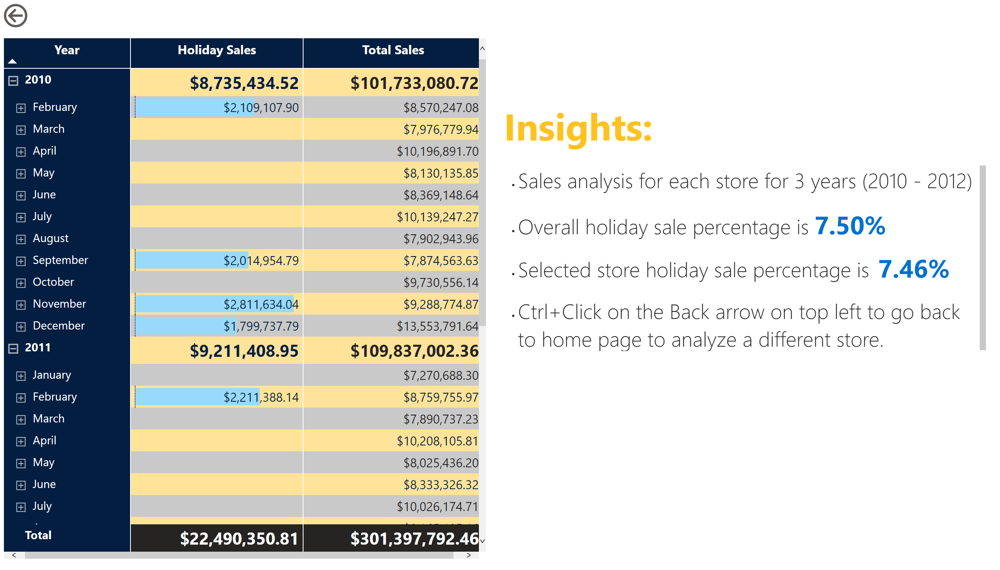 Year Holiday Sales Total Sales
2010 $8,735,434.52 $101,733,080.72
February $2,109,107.90 $8,570,247.08
March $7,976,779.94
April $10,196,891.70
May $8,130,135.85
June $8,369,148.64
July $10,139,247.27
August $7,902,943.96
September $2,014,954.79 $7,874,563.63
October $9,730,556.14
November $2,811,634.04 $9,288,774.87
December $1,799,737.79 $13,553,791.64
2011 $9,211,408.95 $109,837,002.36
January $7,270,688.30
February $2,211,388.14 $8,759,755.97
March $7,890,737.23
April $10,208,105.81
May $8,025,436.20
June $8,333,326.32
July $10,026,174.71
Total $22,490,350.81 $301,397,792.46
Insights:
• Sales analysis for each store for 3 years (2010 - 2012)
• Overall holiday sale percentage is 7.50%
• Selected store holiday sale percentage is 7.46%
• Ctrl+Click on the Back arrow on top left to go back
to home page to analyze a different store.